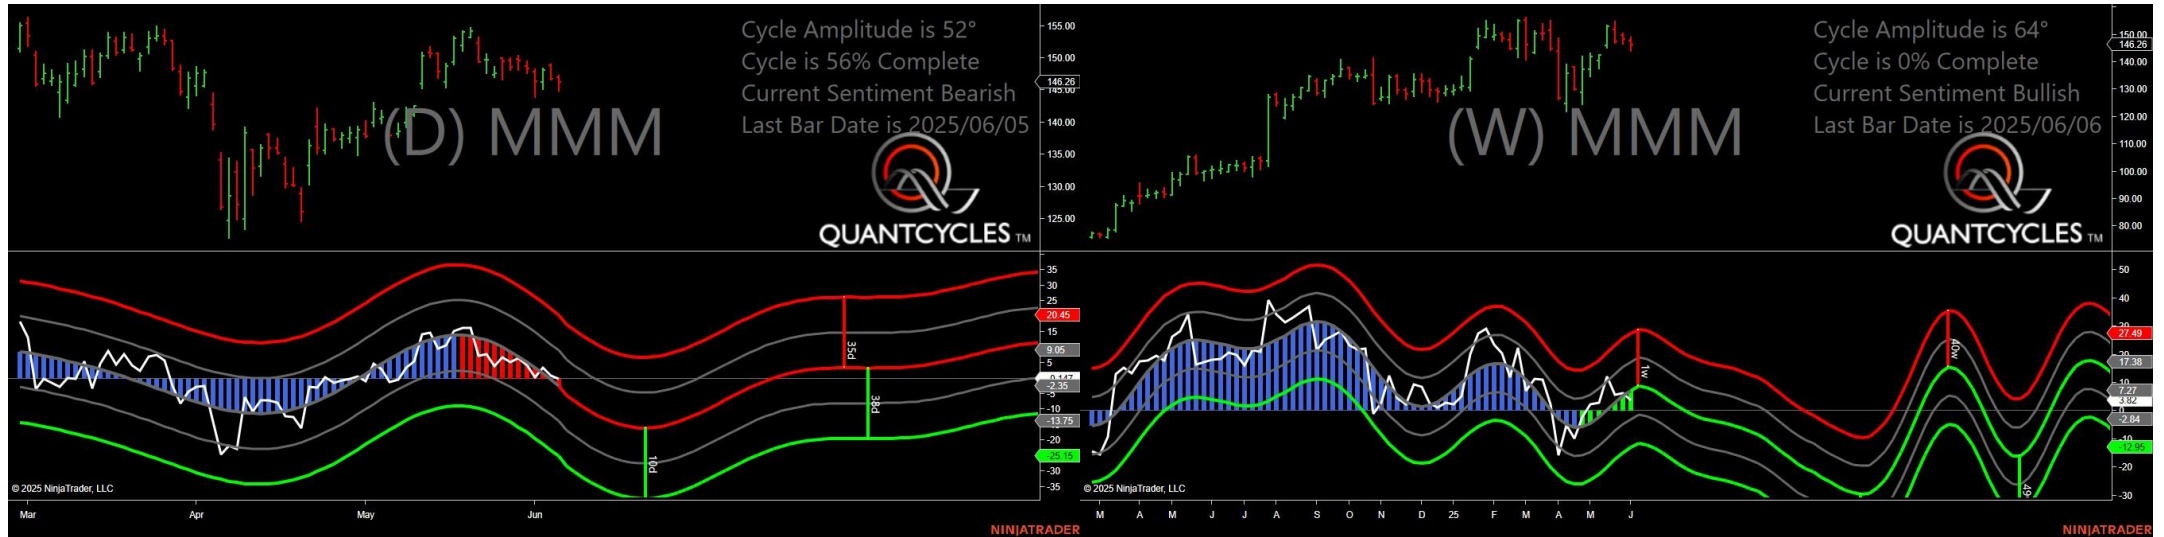 Cycle Amplitude is 52°
Cycle is 56% Complete
Current Sentiment Bearish
Last Bar Date is 2025/06/05
(D) MMM
QUANTCYCLES TM
155.00
150.00
146.26
145.00
140.00
135.00
130.00
125.00
35
30
25
20.45
15
9.05
5
-2.35
-5
-10
-13.75
-20
-25.15
-30
-35
35d
38d
10d
© 2025 NinjaTrader, LLC
Mar
Apr
May
Jun
NINJATRADER
Cycle Amplitude is 64°
Cycle is 0% Complete
Current Sentiment Bullish
Last Bar Date is 2025/06/06
(W) MMM
QUANTCYCLES TM
150.00
146.26
140.00
130.00
120.00
110.00
100.00
90.00
80.00
50
40
27.49
17.38
7.27
3.82
-2.84
-12.95
-20
-30
1w
40w
© 2025 NinjaTrader, LLC
M A M J J A S O N D 25 F M A M J
NINJATRADER